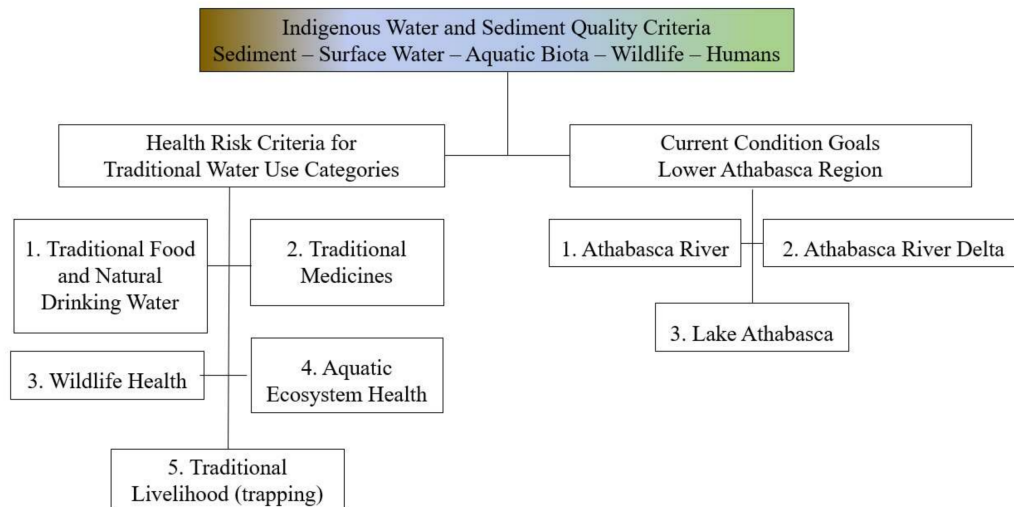 Indigenous Water and Sediment Quality Criteria
Sediment – Surface Water – Aquatic Biota – Wildlife – Humans
Health Risk Criteria for
Traditional Water Use Categories
Current Condition Goals
Lower Athabasca Region
1. Traditional Food
and Natural
Drinking Water
2. Traditional
Medicines
1. Athabasca River
2. Athabasca River Delta
3. Lake Athabasca
3. Wildlife Health
4. Aquatic
Ecosystem Health
5. Traditional
Livelihood (trapping)